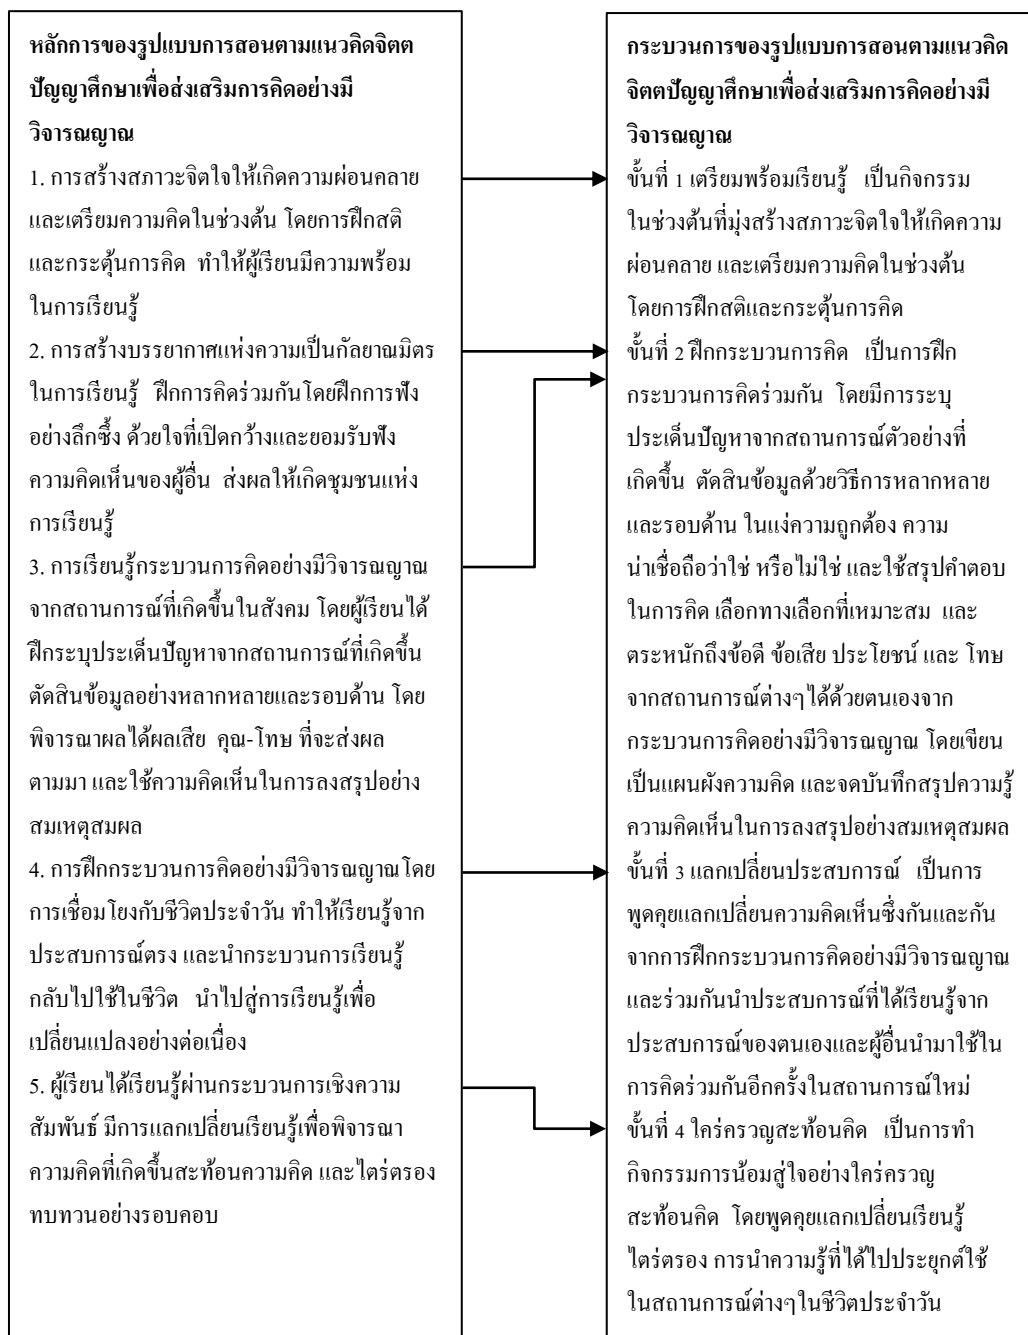 หลักการของรูปแบบการสอนตามแนวคิดจิตต
ปัญญาศึกษาเพื่อส่งเสริมการคิดอย่างมี
วิจารณญาณ
1. การสร้างสภาวะจิตใจให้เกิดความผ่อนคลาย
และเตรียมความคิดในช่วงต้น โดยการฝึกสติ
และกระตุ้นการคิด ทำให้ผู้เรียนมีความพร้อม
ในการเรียนรู้
2. การสร้างบรรยากาศแห่งความเป็นกัลยาณมิตร
ในการเรียนรู้ ฝึกการคิดร่วมกันโดยฝึกการฟัง
อย่างลึกซึ้ง ด้วยใจที่เปิดกว้างและยอมรับฟัง
ความคิดเห็นของผู้อื่น ส่งผลให้เกิดชุมชนแห่ง
การเรียนรู้
3. การเรียนรู้กระบวนการคิดอย่างมีวิจารณญาณ
จากสถานการณ์ที่เกิดขึ้นในสังคม โดยผู้เรียนได้
ฝึกระบุประเด็นปัญหาจากสถานการณ์ที่เกิดขึ้น
ตัดสินข้อมูลอย่างหลากหลายและรอบด้าน โดย
พิจารณาผลได้ผลเสีย คุณ-โทษ ที่จะส่งผล
ตามมา และใช้ความคิดเห็นในการลงสรุปอย่าง
สมเหตุสมผล
4. การฝึกกระบวนการคิดอย่างมีวิจารณญาณโดย
การเชื่อมโยงกับชีวิตประจำวัน ทำให้เรียนรู้จาก
ประสบการณ์ตรง และนำกระบวนการเรียนรู้
กลับไปใช้ในชีวิต นำไปสู่การเรียนรู้เพื่อ
เปลี่ยนแปลงอย่างต่อเนื่อง
5. ผู้เรียนได้เรียนรู้ผ่านกระบวนการเชิงความ
สัมพันธ์ มีการแลกเปลี่ยนเรียนรู้เพื่อพิจารณา
ความคิดที่เกิดขึ้นสะท้อนความคิด และไตร่ตรอง
ทบทวนอย่างรอบคอบ
กระบวนการของรูปแบบการสอนตามแนวคิด
จิตตปัญญาศึกษาเพื่อส่งเสริมการคิดอย่างมี
วิจารณญาณ
ขั้นที่ 1 เตรียมพร้อมเรียนรู้ เป็นกิจกรรม
ในช่วงต้นที่มุ่งสร้างสภาวะจิตใจให้เกิดความ
ผ่อนคลาย และเตรียมความคิดในช่วงต้น
โดยการฝึกสติและกระตุ้นการคิด
ขั้นที่ 2 ฝึกกระบวนการคิด เป็นการฝึก
กระบวนการคิดร่วมกัน โดยมีการระบุ
ประเด็นปัญหาจากสถานการณ์ตัวอย่างที่
เกิดขึ้น ตัดสินข้อมูลด้วยวิธีการหลากหลาย
และรอบด้าน ในแง่ความถูกต้อง ความ
น่าเชื่อถือว่าใช่ หรือไม่ใช่ และใช้สรุปคำตอบ
ในการคิด เลือกทางเลือกที่เหมาะสม และ
ตระหนักถึงข้อดี ข้อเสีย ประโยชน์ และ โทษ
จากสถานการณ์ต่างๆได้ด้วยตนเองจาก
กระบวนการคิดอย่างมีวิจารณญาณ โดยเขียน
เป็นแผนผังความคิด และจดบันทึกสรุปความรู้
ความคิดเห็นในการลงสรุปอย่างสมเหตุสมผล
ขั้นที่ 3 แลกเปลี่ยนประสบการณ์ เป็นการ
พูดคุยแลกเปลี่ยนความคิดเห็นซึ่งกันและกัน
จากการฝึกกระบวนการคิดอย่างมีวิจารณญาณ
และร่วมกันนำประสบการณ์ที่ได้เรียนรู้จาก
ประสบการณ์ของตนเองและผู้อื่นนำมาใช้ใน
การคิดร่วมกันอีกครั้งในสถานการณ์ใหม่
ขั้นที่ 4 ใคร่ครวญสะท้อนคิด เป็นการทำ
กิจกรรมการน้อมสู่ใจอย่างใคร่ครวญ
สะท้อนคิด โดยพูดคุยแลกเปลี่ยนเรียนรู้
ไตร่ตรอง การนำความรู้ที่ได้ไปประยุกต์ใช้
ในสถานการณ์ต่างๆในชีวิตประจำวัน